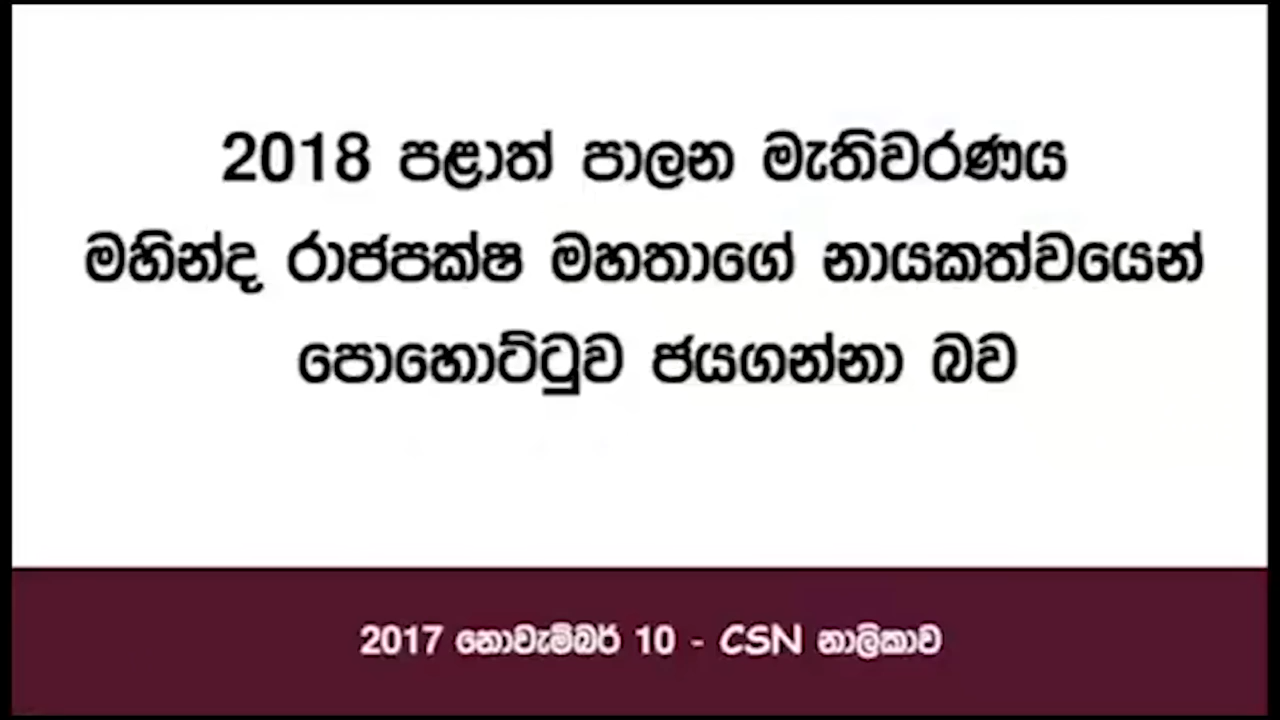 2018 පළාත් පාලන මැතිවරණය
මහින්ද රාජපක්ෂ මහතාගේ නායකත්වයෙන්
පොහොට්ටුව ජයගන්නා බව
2017 නොවැම්බර් 10 - CSN නාලිකාව